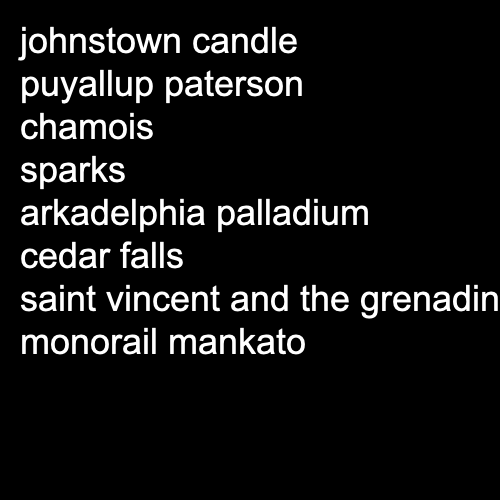 johnstown candle
puyallup paterson
chamois
sparks
arkadelphia palladium
cedar falls
saint vincent and the grenadin
monorail mankato